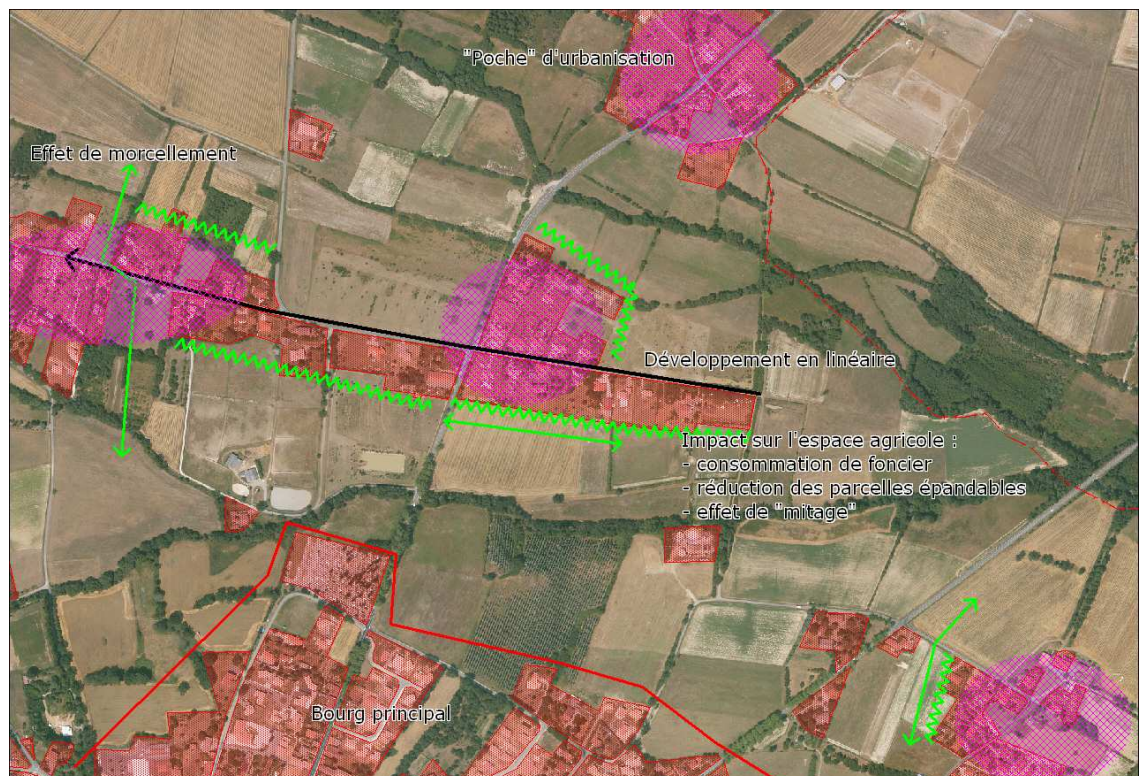 "Poche" d'urbanisation
Effet de morcellement
Développement en linéaire
Impact sur l'espace agricole :
- consommation de foncier
- réduction des parcelles épandables
- effet de "mitage"
Bourg principal